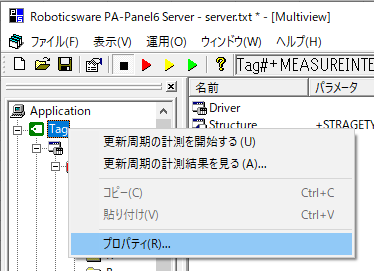 Roboticsware PA-Panel6 Server - server.txt * - [Multiview]
ファイル(F) 表示(V) 運用(O) ウィンドウ(W) ヘルプ(H)
Tag#+MEASUREINTE
名前 パラメータ
Application
Driver
Tag
Structure +STRAGETY
更新周期の計測を開始する(U)
更新周期の計測結果を見る(A)...
コピー(C) Ctrl+C
貼り付け(V) Ctrl+V
プロパティ(R)...